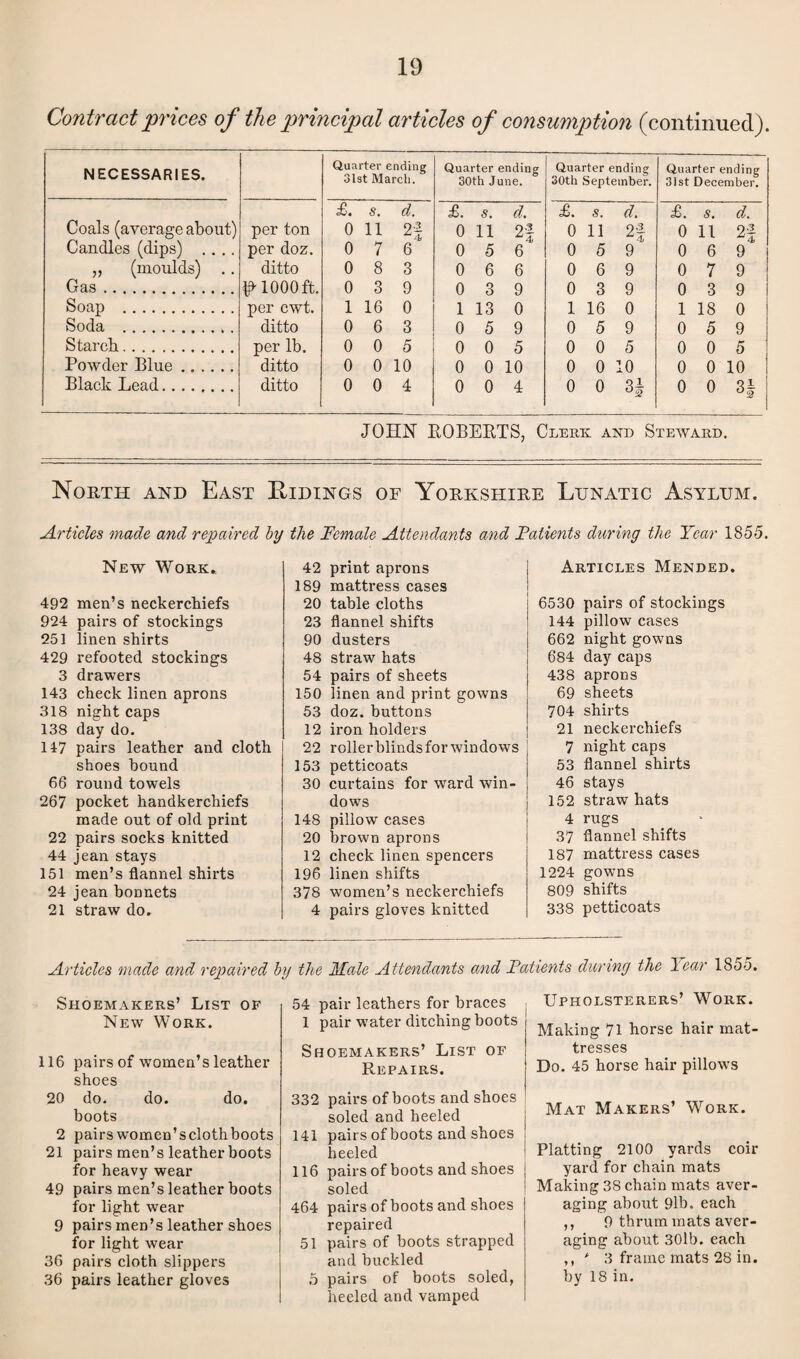 19
Contract prices of the principal articles of consumption (continued).
NECESSARIES. Quarter ending 31st March. Quarter ending 30th June. Quarter ending 30th September. Quarter ending 31st December.
£. s. d. £. s. d. £. s. d. £. s. d.
Coals (average about) per ton 0 11 2¾ 0 11 2¾ 0 11 2¾ 0 11 2¾
Candles (dips) .... per doz. 0 7 6 0 5 6 0 5 9 0 6 9
„ (moulds) .. ditto 0 8 3 0 6 6 0 6 9 0 7 9
Gas .............. ⅌ 1000 ft. 0 3 9 0 3 9 0 3 9 0 3 9
Soap ............ per cwt. 1 16 0 1 13 0 1 16 0 1 18 0
Soda ............ ditto 0 6 3 0 5 9 0 5 9 0 5 9
Starch............ per lb. 0 0 5 0 0 5 0 0 5 0 0 5
Powder Blue ...... ditto 0 0 10 0 0 10 0 0 10 0 0 10
Black Lead........ ditto 0 0 4 0 0 4 0 0 3½ 0 0 3½
JOHN ROBERTS, Clerk and Steward.
North and East Ridings of Yorkshire Lunatic Asylum.
Articles made and repaired by the Female Attendants and Patients during the Year 1855.
New Work.
492 men's neckerchiefs
924 pairs of stockings
251 linen shirts
429 refooted stockings
3 drawers
143 check linen aprons
318 night caps
138 day do.
147 pairs leather and cloth
shoes bound
66 round towels
267 pocket handkerchiefs
made out of old print
22 pairs socks knitted
44 jean stays
151 men's flannel shirts
24 jean bonnets
21 straw do.
42 print aprons
189 mattress cases
20 table cloths
23 flannel shifts
90 dusters
48 straw hats
54 pairs of sheets
150 linen and print gowns
53 doz. buttons
12 iron holders
22 roller blinds for windows
153 petticoats
30 curtains for ward win-
dows
148 pillow cases
20 brown aprons
12 check linen spencers
196 linen shifts
378 women's neckerchiefs
4 pairs gloves knitted
Articles Mended.
6530 pairs of stockings
144 pillow cases
662 night gowns
684 day caps
438 aprons
69 sheets
704 shirts
21 neckerchiefs
7 night caps
53 flannel shirts
46 stays
152 straw hats
4 rugs
37 flannel shifts
187 mattress cases
1224 gowns
809 shifts
338 petticoats
Articles made and repaired by the Male Attendants and Patients during the Year 1855.
Shoemakers' List of
New Work.
116 pairs of women's leather
shoes
20 do. do. do.
boots
2 pairs women's cloth boots
21 pairs men's leather boots
for heavy wear
49 pairs men's leather boots
for light wear
9 pairs men's leather shoes
for light wear
36 pairs cloth slippers
36 pairs leather gloves
54 pair leathers for braces
1 pair water ditching boots
Shoemakers' List of
Repairs.
332 pairs of boots and shoes
soled and heeled
141 pairs of boots and shoes
heeled
116 pairs of boots and shoes
soled
464 pairs of boots and shoes
repaired
51 pairs of boots strapped
and buckled
5 pairs of boots soled,
heeled and vamped
Upholsterers' Work.
Making 71 horse hair mat-
tresses
Do. 45 horse hair pillows
Mat Makers' Work.
Platting 2100 yards coir
yard for chain mats
Making 38 chain mats aver-
aging about 9lb. each
,, 9 thrum mats aver-
aging about 30lb. each
,, 3 frame mats 28 in.
by 18 in.